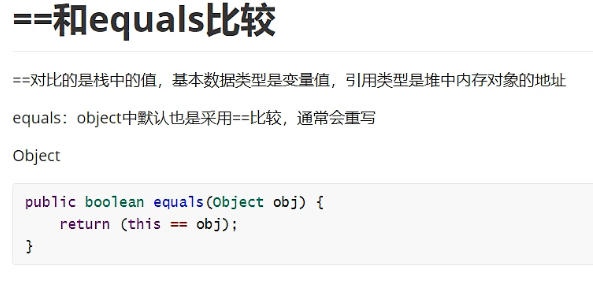 ==和equals比较
==对比的是栈中的值，基本数据类型是变量值，引用类型是堆中内存对象的地址
equals：object中默认也是采用==比较，通常会重写
Object
public boolean equals(Object obj) {
    return (this == obj);
}